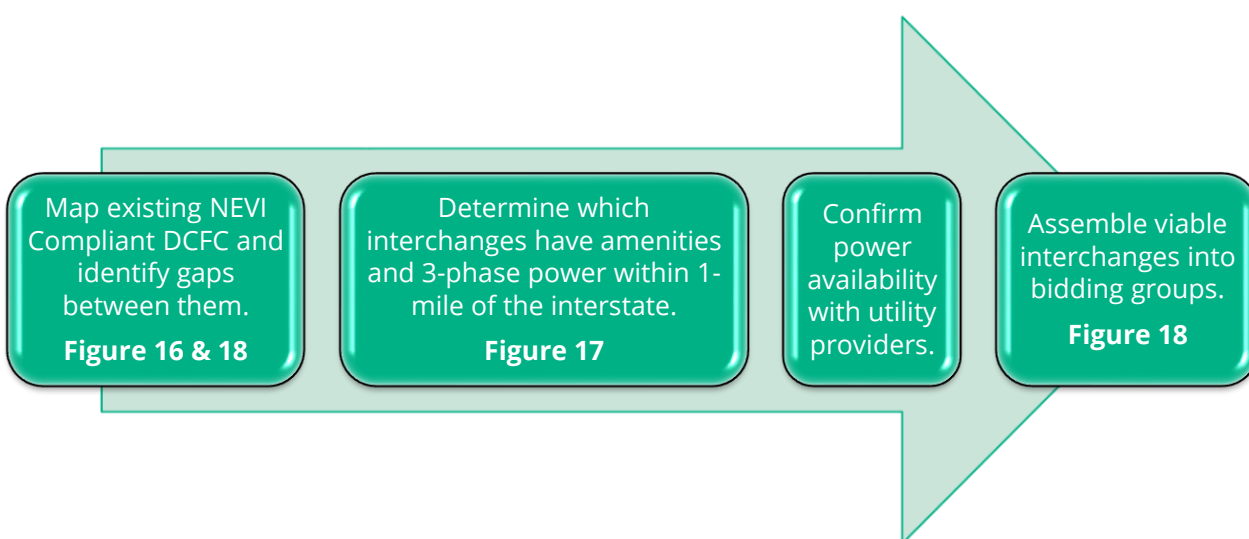 Map existing NEVI
Compliant DCFC and
identify gaps
between them.
Figure 16 & 18
Determine which
interchanges have amenities
and 3-phase power within 1-
mile of the interstate.
Figure 17
Confirm
power
availability
with utility
providers.
Assemble viable
interchanges into
bidding groups.
Figure 18